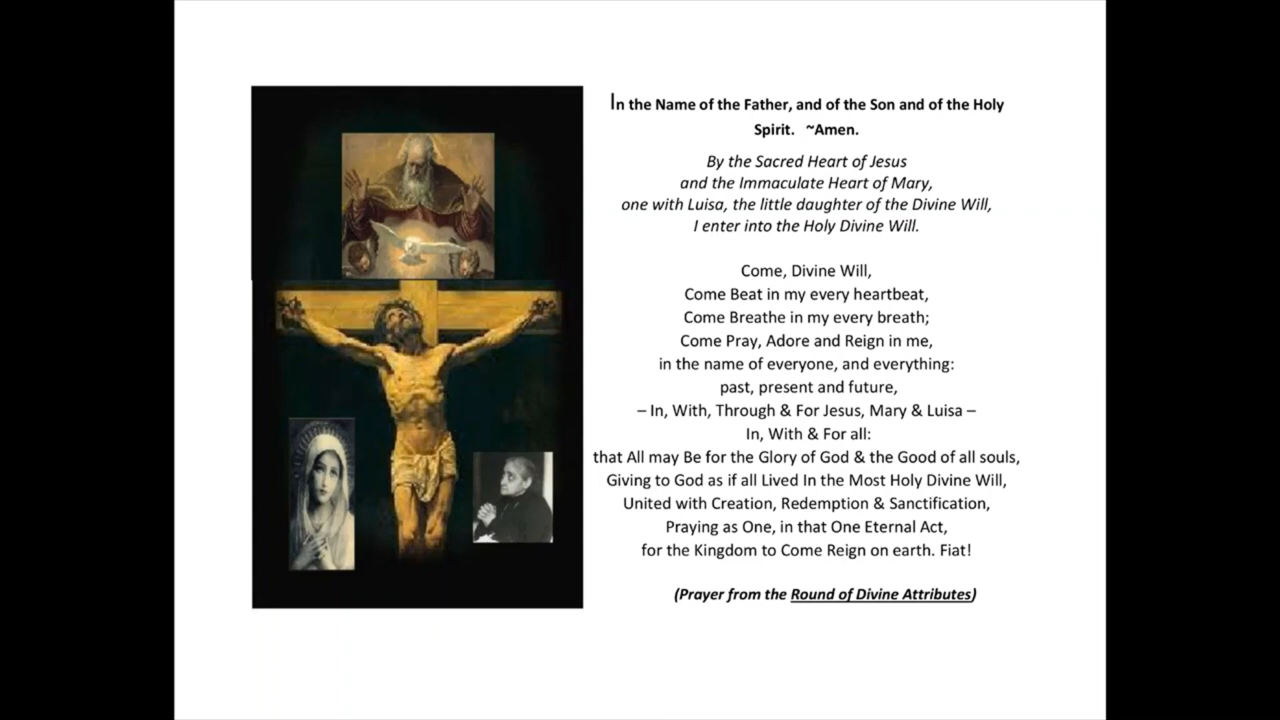 In the Name of the Father, and of the Son and of the Holy
Spirit. ~Amen.
By the Sacred Heart of Jesus
and the Immaculate Heart of Mary,
one with Luisa, the little daughter of the Divine Will,
I enter into the Holy Divine Will.
Come, Divine Will,
Come Beat in my every heartbeat,
Come Breathe in my every breath;
Come Pray, Adore and Reign in me,
in the name of everyone, and everything:
past, present and future,
– In, With, Through & For Jesus, Mary & Luisa –
In, With & For all:
that All may Be for the Glory of God & the Good of all souls,
Giving to God as if all Lived In the Most Holy Divine Will,
United with Creation, Redemption & Sanctification,
Praying as One, in that One Eternal Act,
for the Kingdom to Come Reign on earth. Fiat!
(Prayer from the Round of Divine Attributes)